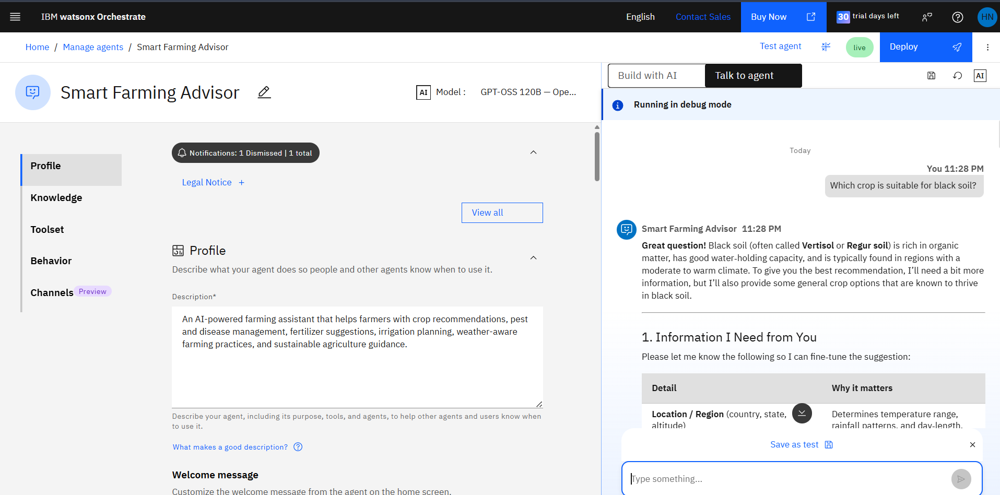 IBM watsonx Orchestrate
English
Contact Sales
Buy Now
30 trial days left
HN
Home / Manage agents / Smart Farming Advisor
Test agent
live
Deploy
Smart Farming Advisor
AI Model :
GPT-OSS 120B — Ope...
Build with AI
Talk to agent
AI
Running in debug mode
Profile
Knowledge
Toolset
Behavior
Channels Preview
Notifications: 1 Dismissed | 1 total
Legal Notice +
View all
Profile
Describe what your agent does so people and other agents know when to use it.
Description*
An AI-powered farming assistant that helps farmers with crop recommendations, pest
and disease management, fertilizer suggestions, irrigation planning, weather-aware
farming practices, and sustainable agriculture guidance.
Describe your agent, including its purpose, tools, and agents, to help other agents and users know when
to use it.
What makes a good description?
Welcome message
Customize the welcome message from the agent on the home screen.
Today
You 11:28 PM
Which crop is suitable for black soil?
Smart Farming Advisor 11:28 PM
Great question! Black soil (often called Vertisol or Regur soil) is rich in organic
matter, has good water-holding capacity, and is typically found in regions with a
moderate to warm climate. To give you the best recommendation, I’ll need a bit more
information, but I’ll also provide some general crop options that are known to thrive
in black soil.
1. Information I Need from You
Please let me know the following so I can fine-tune the suggestion:
Detail
Why it matters
Location / Region (country, state,
altitude)
Determines temperature range,
rainfall patterns, and day-length.
Save as test
Type something...